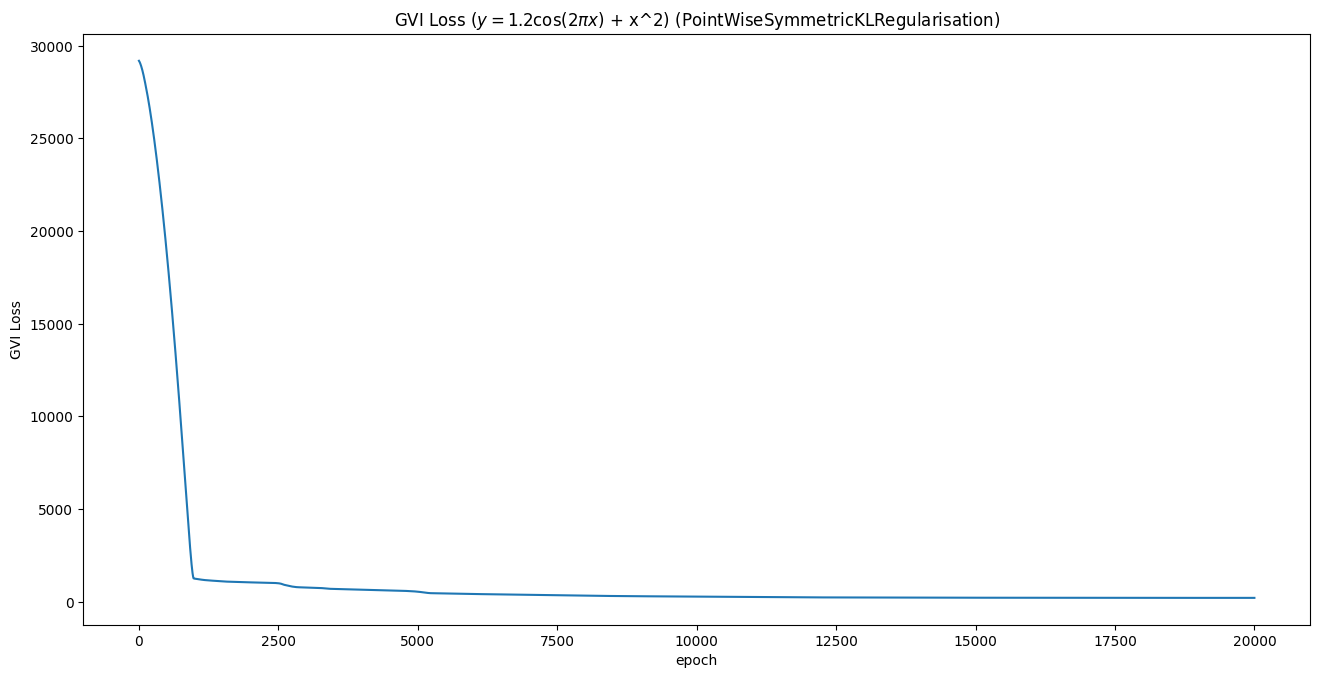 GVI Loss (y = 1.2cos(2πx) + x^2) (PointWiseSymmetricKLRegularisation)
30000
25000
20000
15000
10000
5000
0
GVI Loss
0 2500 5000 7500 10000 12500 15000 17500 20000
epoch